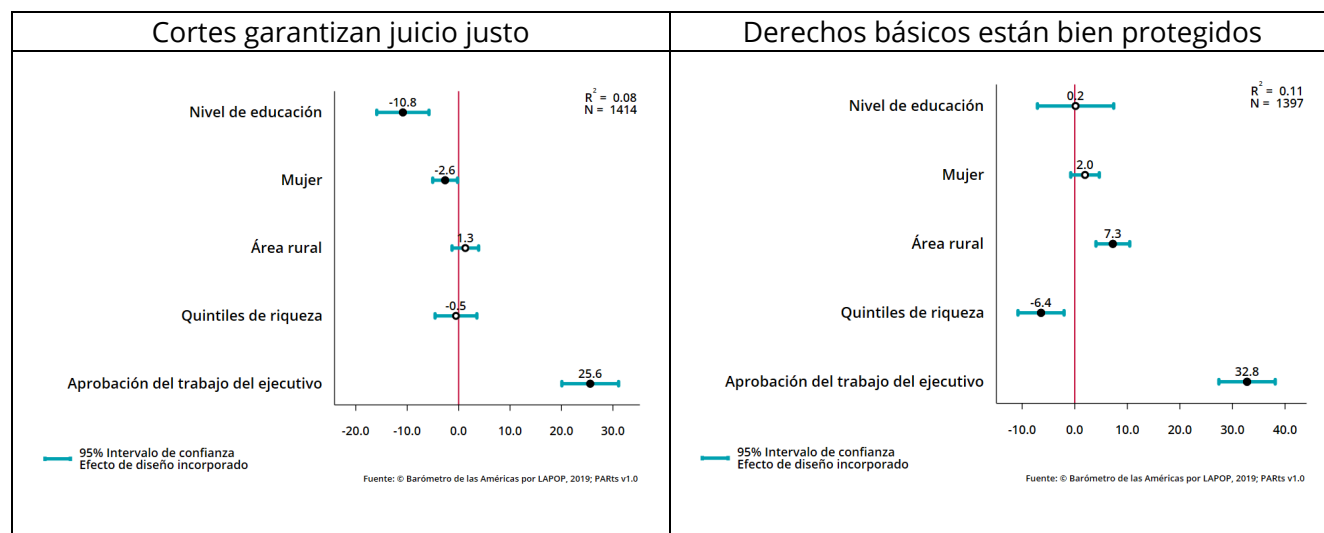 Cortes garantizan juicio justo
Derechos básicos están bien protegidos
R² = 0.08
N = 1414
Nivel de educación
-10.8
Mujer
-2.6
Área rural
1.3
Quintiles de riqueza
-0.5
Aprobación del trabajo del ejecutivo
25.6
-20.0 -10.0 0.0 10.0 20.0 30.0
95% Intervalo de confianza
Efecto de diseño incorporado
Fuente: © Barómetro de las Américas por LAPOP, 2019; PARts v1.0
R² = 0.11
N = 1397
Nivel de educación
0.2
Mujer
2.0
Área rural
7.3
Quintiles de riqueza
-6.4
Aprobación del trabajo del ejecutivo
32.8
-10.0 0.0 10.0 20.0 30.0 40.0
95% Intervalo de confianza
Efecto de diseño incorporado
Fuente: © Barómetro de las Américas por LAPOP, 2019; PARts v1.0